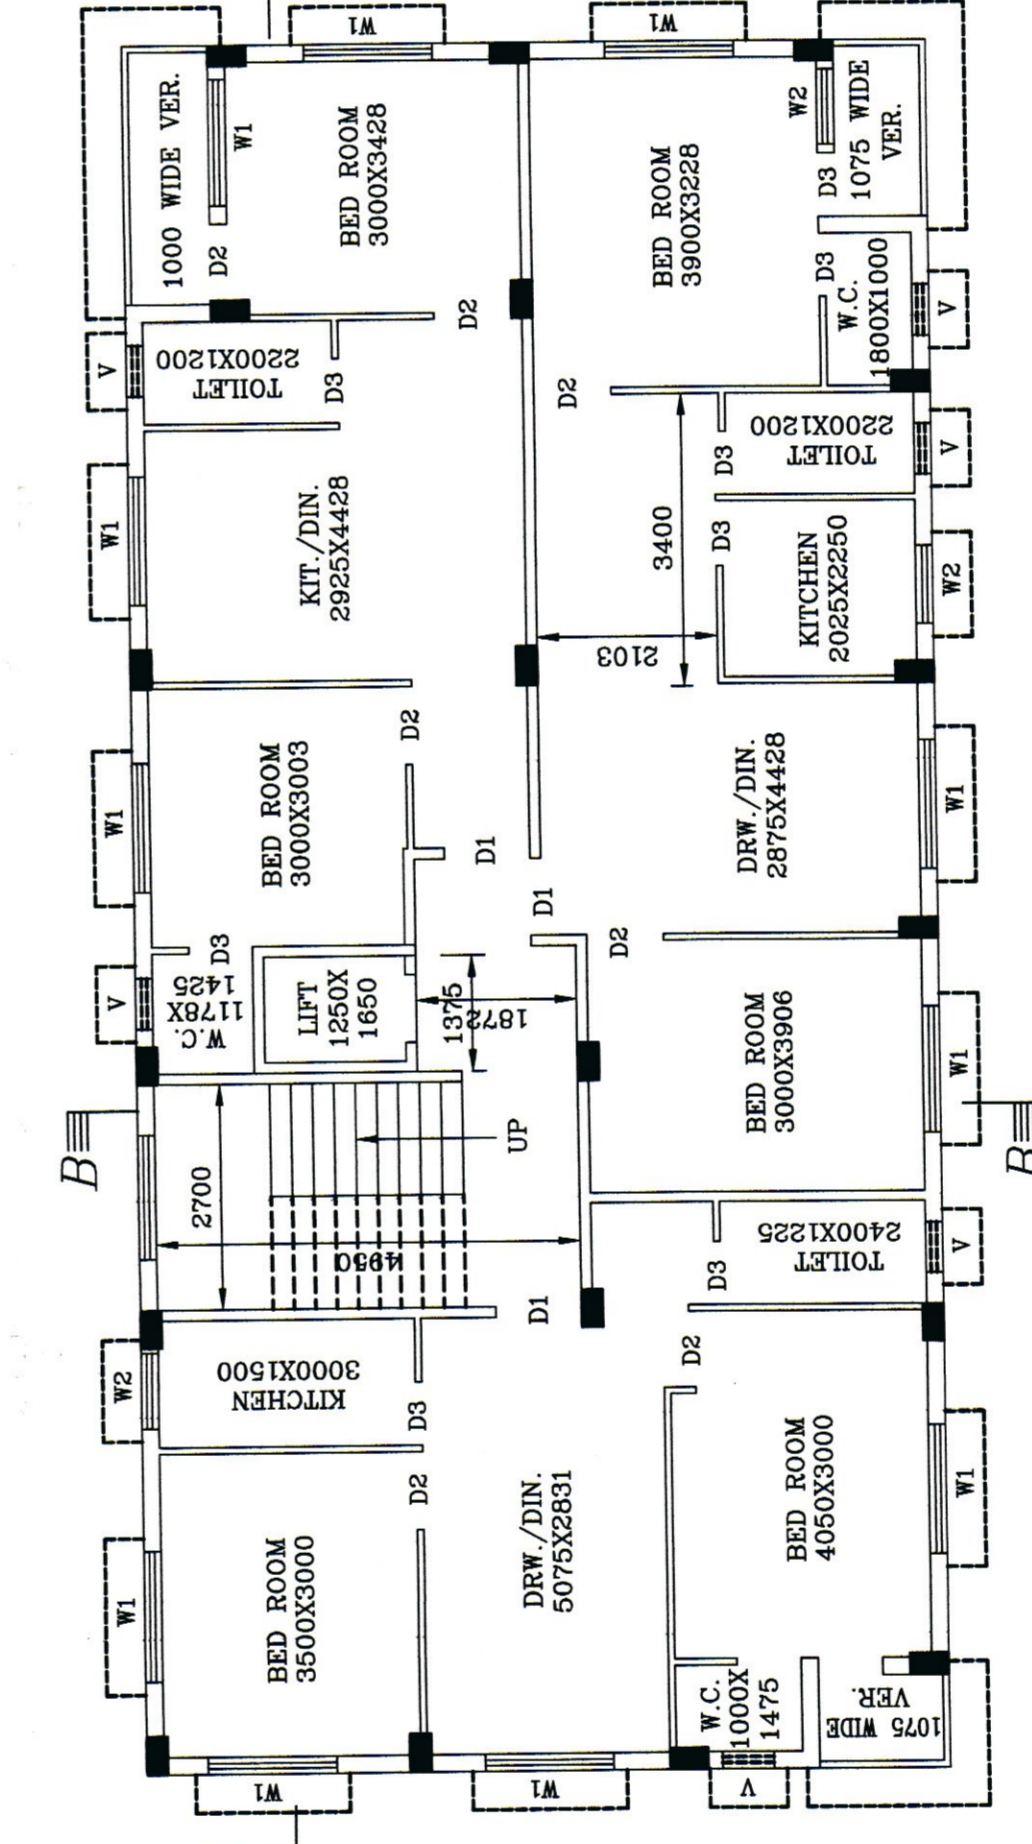 W1
W1
1000 WIDE VER.
W1
D2
BED ROOM
3000X3428
BED ROOM
3900X3228
W2
1075 WIDE
VER.
D3
D3
W.C.
1800X1000
V
V
TOILET
2200X1200
D3
D2
D2
TOILET
2200X1200
D3
V
W1
KIT./DIN.
2925X4428
3400
2103
D3
KITCHEN
2025X2250
W2
W1
BED ROOM
3000X3003
D2
D1
D1
DRW./DIN.
2875X4428
W1
V
W.C.
1178X
1425
D3
LIFT
1250X
1650
1375
1872
D2
BED ROOM
3000X3906
W1
B
B
2700
UP
4950
TOILET
2400X1225
D3
V
W2
KITCHEN
3000X1500
D3
D1
D2
W1
BED ROOM
3500X3000
D2
DRW./DIN.
5075X2831
BED ROOM
4050X3000
W1
W.C.
1000X
1475
1075 WIDE
VER.
W1
W1
V